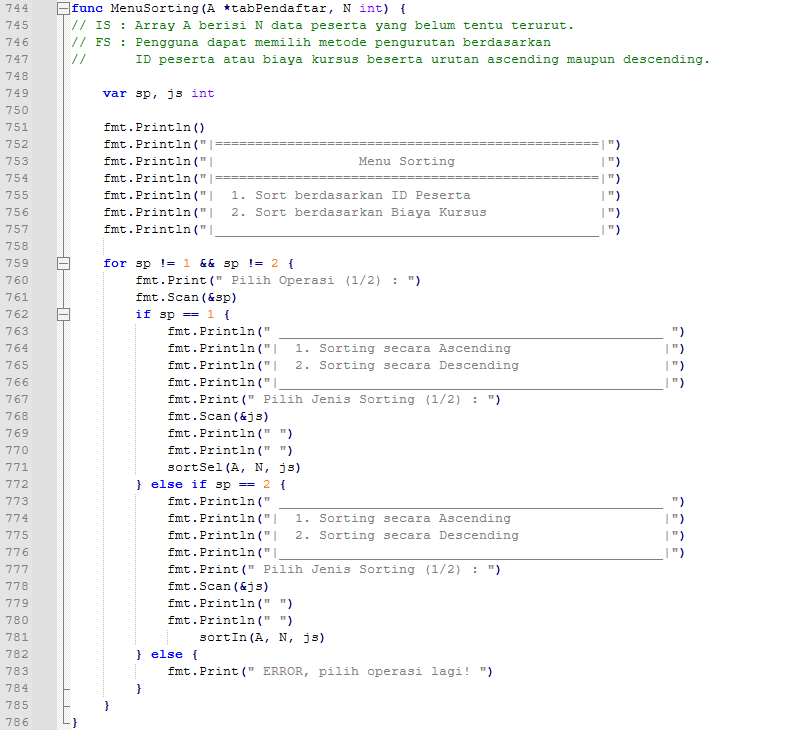 744 func MenuSorting(A *tabPendaftar, N int) {
745 // IS : Array A berisi N data peserta yang belum tentu terurut.
746 // FS : Pengguna dapat memilih metode pengurutan berdasarkan
747 //      ID peserta atau biaya kursus beserta urutan ascending maupun descending.
748
749     var sp, js int
750
751     fmt.Println()
752     fmt.Println("|================================================|")
753     fmt.Println("|                  Menu Sorting                  |")
754     fmt.Println("|================================================|")
755     fmt.Println("|  1. Sort berdasarkan ID Peserta                |")
756     fmt.Println("|  2. Sort berdasarkan Biaya Kursus              |")
757     fmt.Println("|________________________________________________|")
758
759     for sp != 1 && sp != 2 {
760         fmt.Print(" Pilih Operasi (1/2) : ")
761         fmt.Scan(&sp)
762         if sp == 1 {
763             fmt.Println(" ________________________________________________ ")
764             fmt.Println("|  1. Sorting secara Ascending                   |")
765             fmt.Println("|  2. Sorting secara Descending                  |")
766             fmt.Println("|________________________________________________|")
767             fmt.Print(" Pilih Jenis Sorting (1/2) : ")
768             fmt.Scan(&js)
769             fmt.Println(" ")
770             fmt.Println(" ")
771             sortSel(A, N, js)
772         } else if sp == 2 {
773             fmt.Println(" ________________________________________________ ")
774             fmt.Println("|  1. Sorting secara Ascending                   |")
775             fmt.Println("|  2. Sorting secara Descending                  |")
776             fmt.Println("|________________________________________________|")
777             fmt.Print(" Pilih Jenis Sorting (1/2) : ")
778             fmt.Scan(&js)
779             fmt.Println(" ")
780             fmt.Println(" ")
781                 sortIn(A, N, js)
782         } else {
783             fmt.Print(" ERROR, pilih operasi lagi! ")
784         }
785     }
786 }